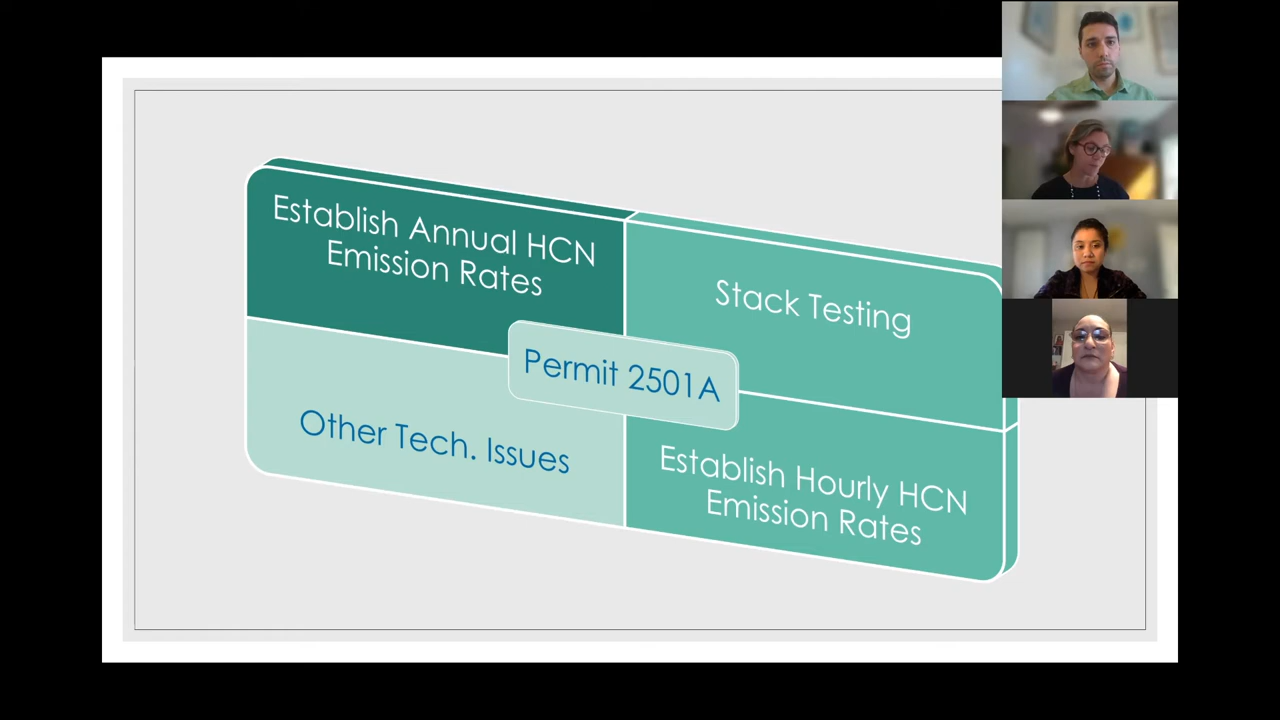 Establish Annual HCN
Emission Rates
Stack Testing
Permit 2501A
Other Tech. Issues
Establish Hourly HCN
Emission Rates